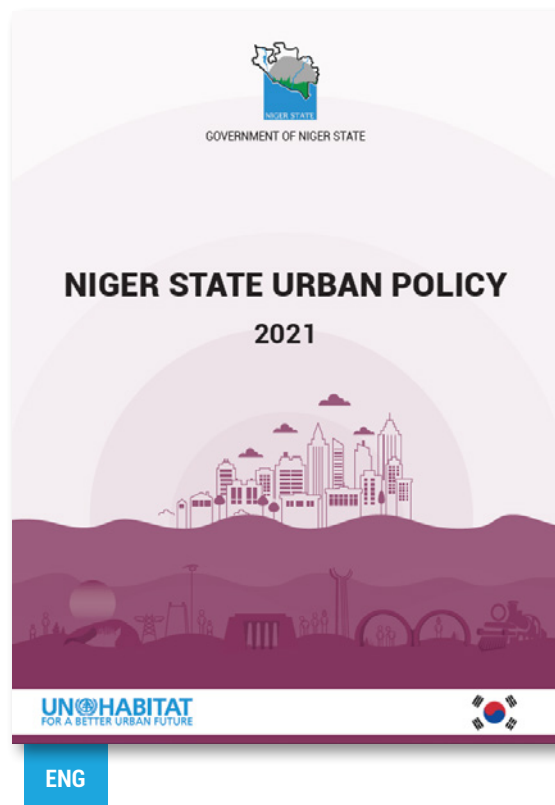 NIGER STATE
GOVERNMENT OF NIGER STATE
NIGER STATE URBAN POLICY
2021
UN HABITAT
FOR A BETTER URBAN FUTURE
ENG